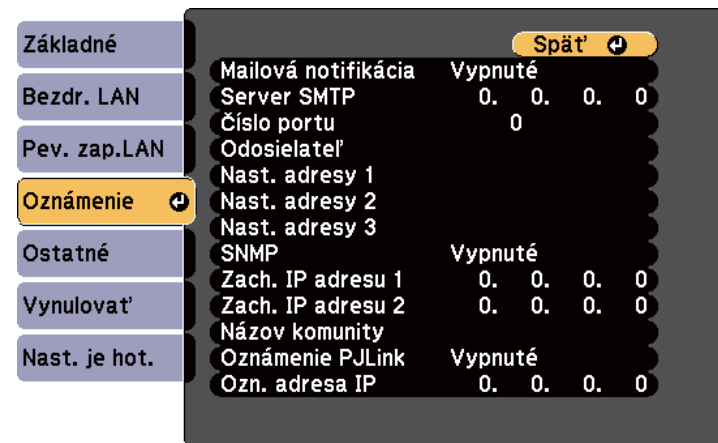 Základné
Bezdr. LAN
Pev. zap.LAN
Oznámenie
Ostatné
Vynulovať
Nast. je hot.
Späť
Mailová notifikácia Vypnuté
Server SMTP 0. 0. 0. 0
Číslo portu 0
Odosielateľ
Nast. adresy 1
Nast. adresy 2
Nast. adresy 3
SNMP Vypnuté
Zach. IP adresu 1 0. 0. 0. 0
Zach. IP adresu 2 0. 0. 0. 0
Názov komunity
Oznámenie PJLink Vypnuté
Ozn. adresa IP 0. 0. 0. 0